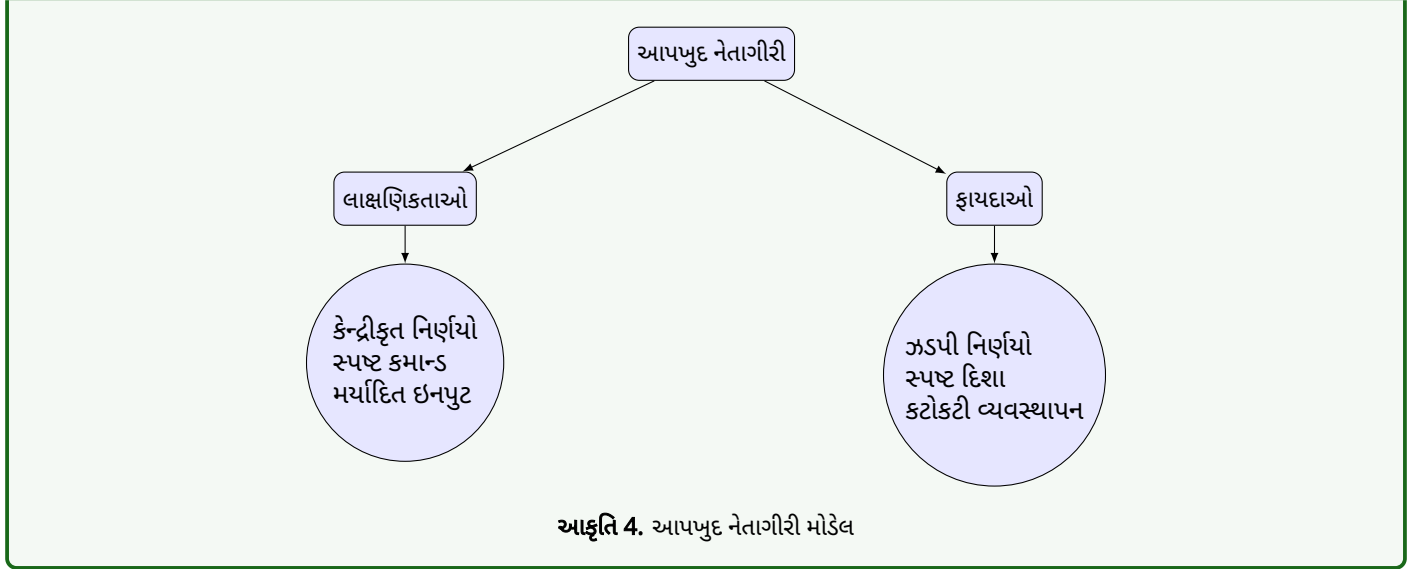 આપખુદ નેતાગીરી
લાક્ષણિકતાઓ
ફાયદાઓ
કેન્દ્રીકૃત નિર્ણયો
સ્પષ્ટ કમાન્ડ
મર્યાદિત ઇનપુટ
ઝડપી નિર્ણયો
સ્પષ્ટ દિશા
કટોકટી વ્યવસ્થાપન
આકૃતિ 4. આપખુદ નેતાગીરી મોડેલ